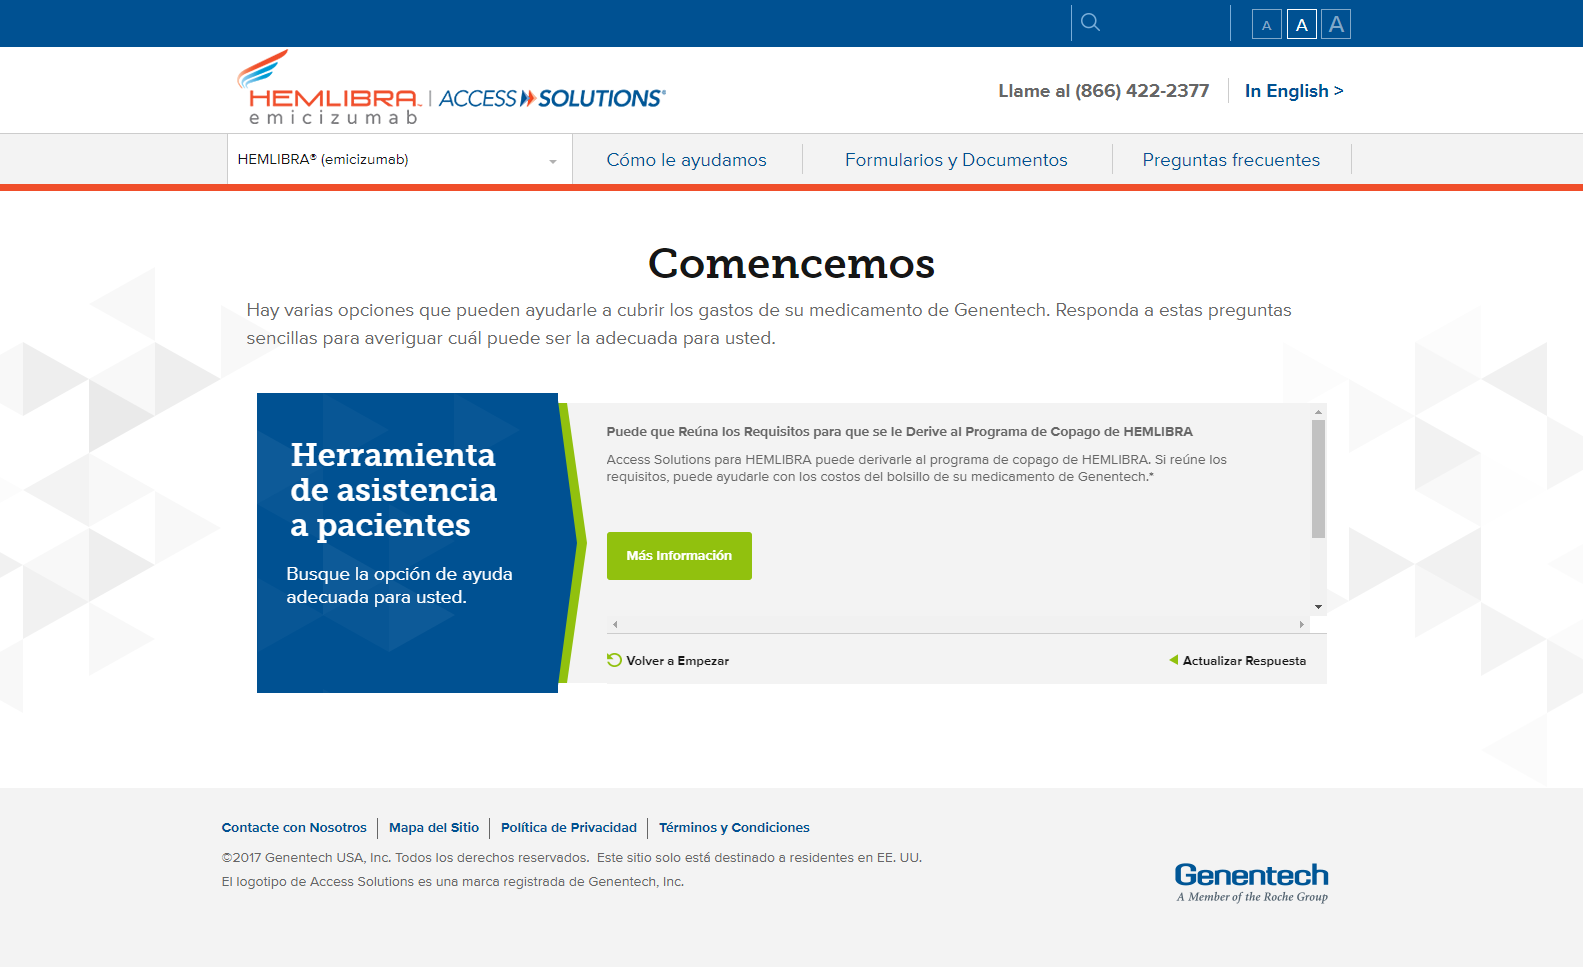 A A A
HEMLIBRA™ | ACCESS SOLUTIONS®
emicizumab
Llame al (866) 422-2377
In English >
HEMLIBRA® (emicizumab)
Cómo le ayudamos
Formularios y Documentos
Preguntas frecuentes
Comencemos
Hay varias opciones que pueden ayudarle a cubrir los gastos de su medicamento de Genentech. Responda a estas preguntas
sencillas para averiguar cuál puede ser la adecuada para usted.
Herramienta
de asistencia
a pacientes
Busque la opción de ayuda
adecuada para usted.
Puede que Reúna los Requisitos para que se le Derive al Programa de Copago de HEMLIBRA
Access Solutions para HEMLIBRA puede derivarle al programa de copago de HEMLIBRA. Si reúne los
requisitos, puede ayudarle con los costos del bolsillo de su medicamento de Genentech.*
Más Información
Volver a Empezar
Actualizar Respuesta
Contacte con Nosotros
Mapa del Sitio
Política de Privacidad
Términos y Condiciones
©2017 Genentech USA, Inc. Todos los derechos reservados. Este sitio solo está destinado a residentes en EE. UU.
El logotipo de Access Solutions es una marca registrada de Genentech, Inc.
Genentech
A Member of the Roche Group